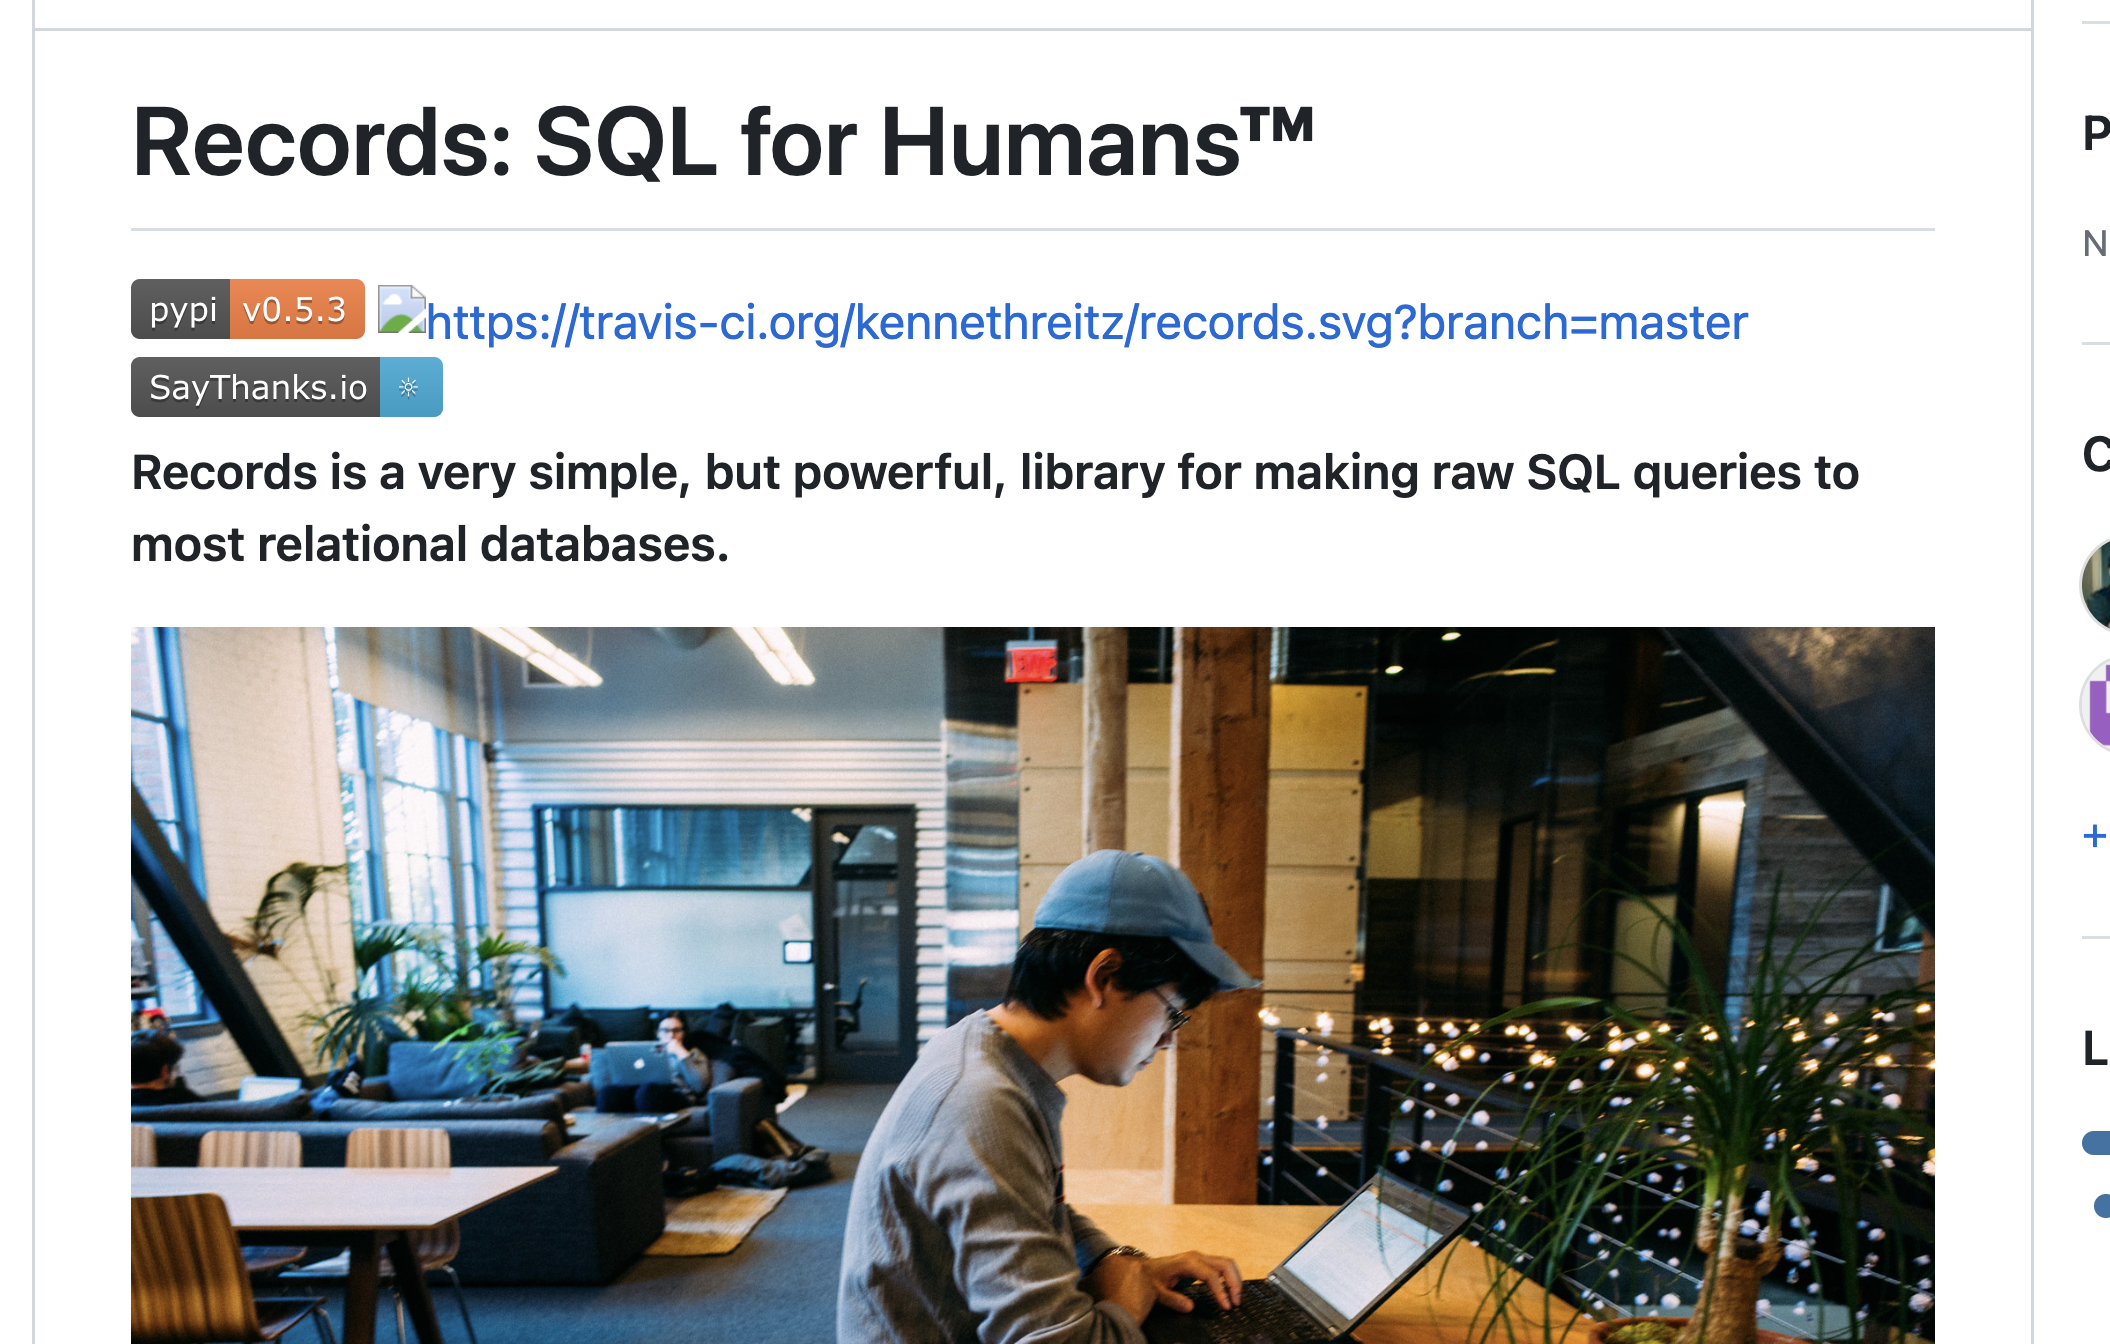 Records: SQL for Humans™
P
N
pypi v0.5.3 https://travis-ci.org/kennethreitz/records.svg?branch=master
SayThanks.io ☼
C
Records is a very simple, but powerful, library for making raw SQL queries to
most relational databases.
EXIT
+
L